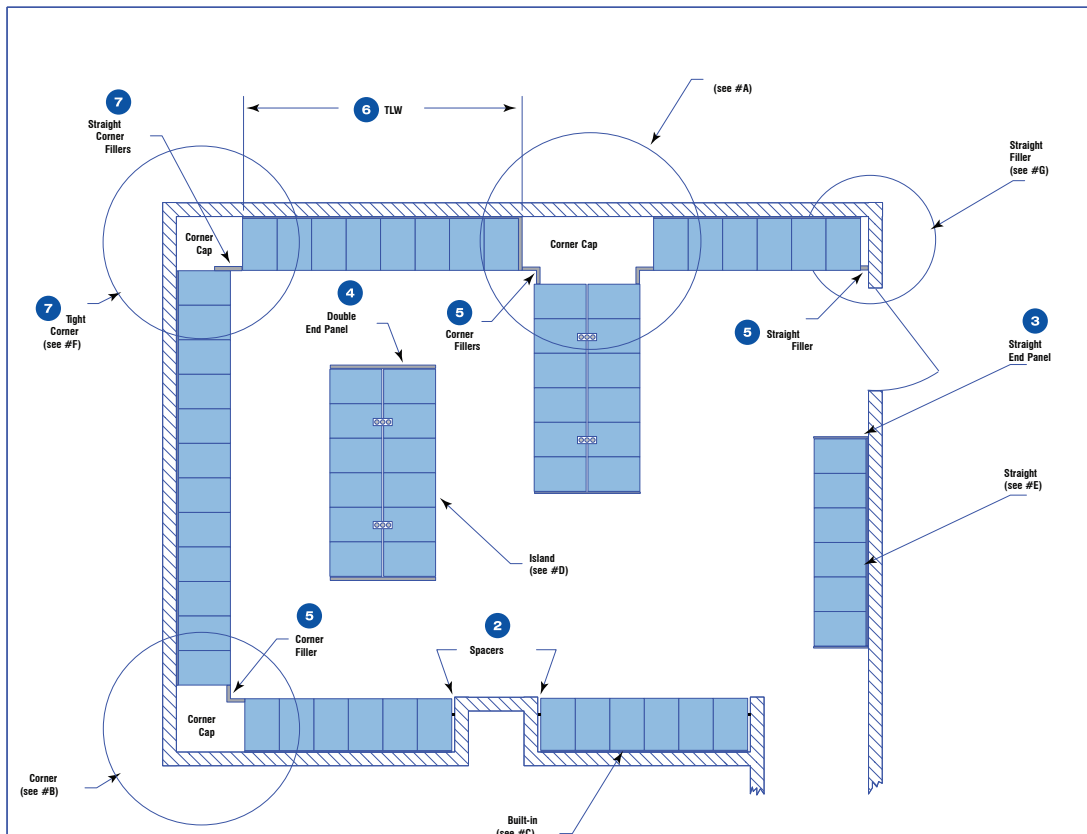 (see #A)
7
Straight
Corner
Fillers
6 TLW
Straight
Filler
(see #G)
Corner
Cap
Corner Cap
7 Tight
Corner
(see #F)
4
Double
End Panel
5
Corner
Fillers
5 Straight
Filler
3
Straight
End Panel
Straight
(see #E)
Island
(see #D)
5
Corner
Filler
2
Spacers
Corner
Cap
Corner
(see #B)
Built-in
(see #C)